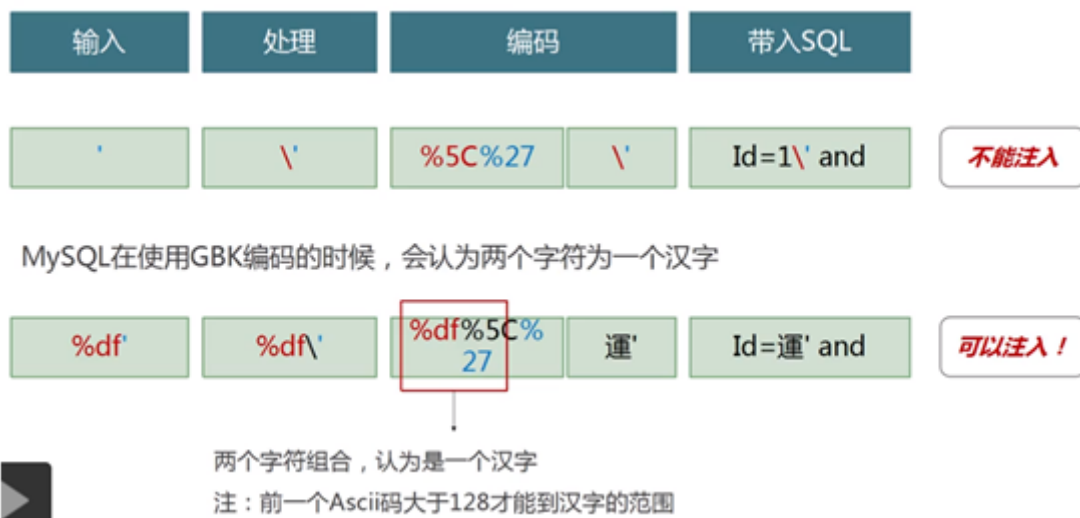 输入 处理 编码 带入SQL
' \' %5C%27 \' Id=1\' and 不能注入
MySQL在使用GBK编码的时候，会认为两个字符为一个汉字
%df' %df\' %df%5C%
27 運' Id=運' and 可以注入！
两个字符组合，认为是一个汉字
注：前一个Ascii码大于128才能到汉字的范围